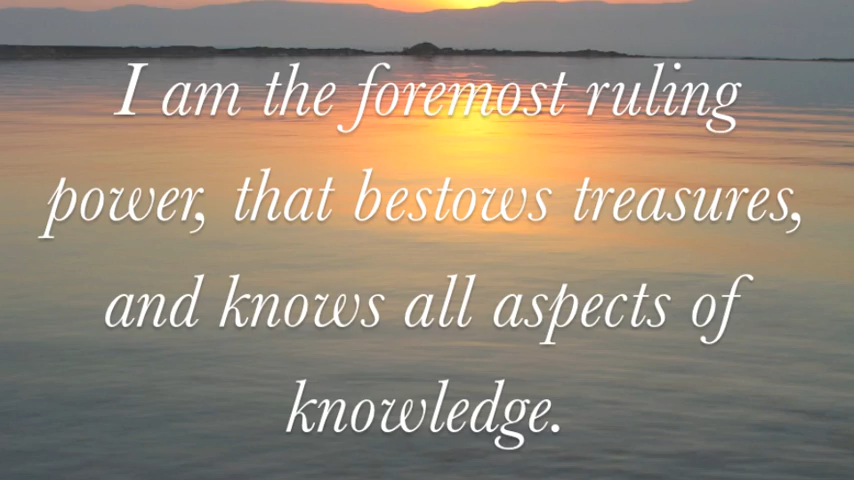 I am the foremost ruling
power, that bestows treasures,
and knows all aspects of
knowledge.